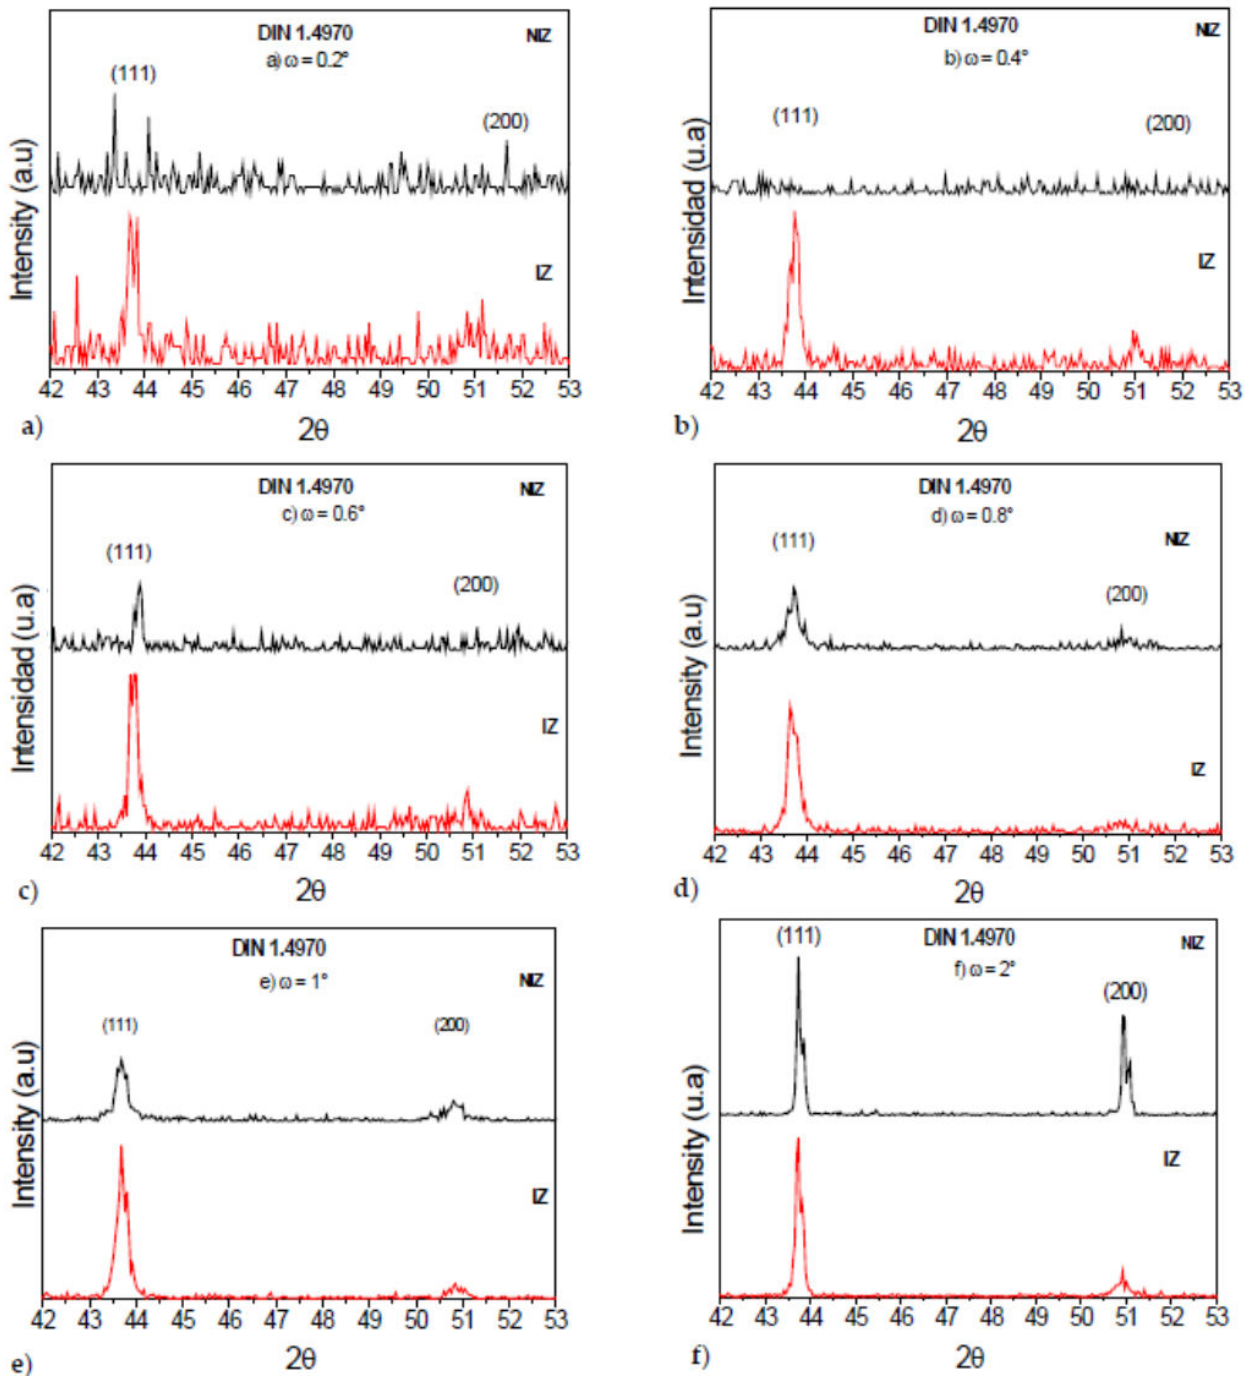 DIN 1.4970
NIZ
a) ω = 0.2°
(111)
(200)
IZ
Intensity (a.u)
42 43 44 45 46 47 48 49 50 51 52 53
2θ
a)
DIN 1.4970
NIZ
b) ω = 0.4°
(111)
(200)
IZ
Intensidad (u.a)
42 43 44 45 46 47 48 49 50 51 52 53
2θ
b)
DIN 1.4970
NIZ
c) ω = 0.6°
(111)
(200)
IZ
Intensidad (u.a)
42 43 44 45 46 47 48 49 50 51 52 53
2θ
c)
DIN 1.4970
d) ω = 0.8°
(111)
NIZ
(200)
IZ
Intensity (a.u)
42 43 44 45 46 47 48 49 50 51 52 53
2θ
d)
DIN 1.4970
e) ω = 1°
NIZ
(111)
(200)
IZ
Intensity (a.u)
42 43 44 45 46 47 48 49 50 51 52 53
2θ
e)
(111)
DIN 1.4970
NIZ
f) ω = 2°
(200)
IZ
Intensity (u.a)
42 43 44 45 46 47 48 49 50 51 52 53
2θ
f)